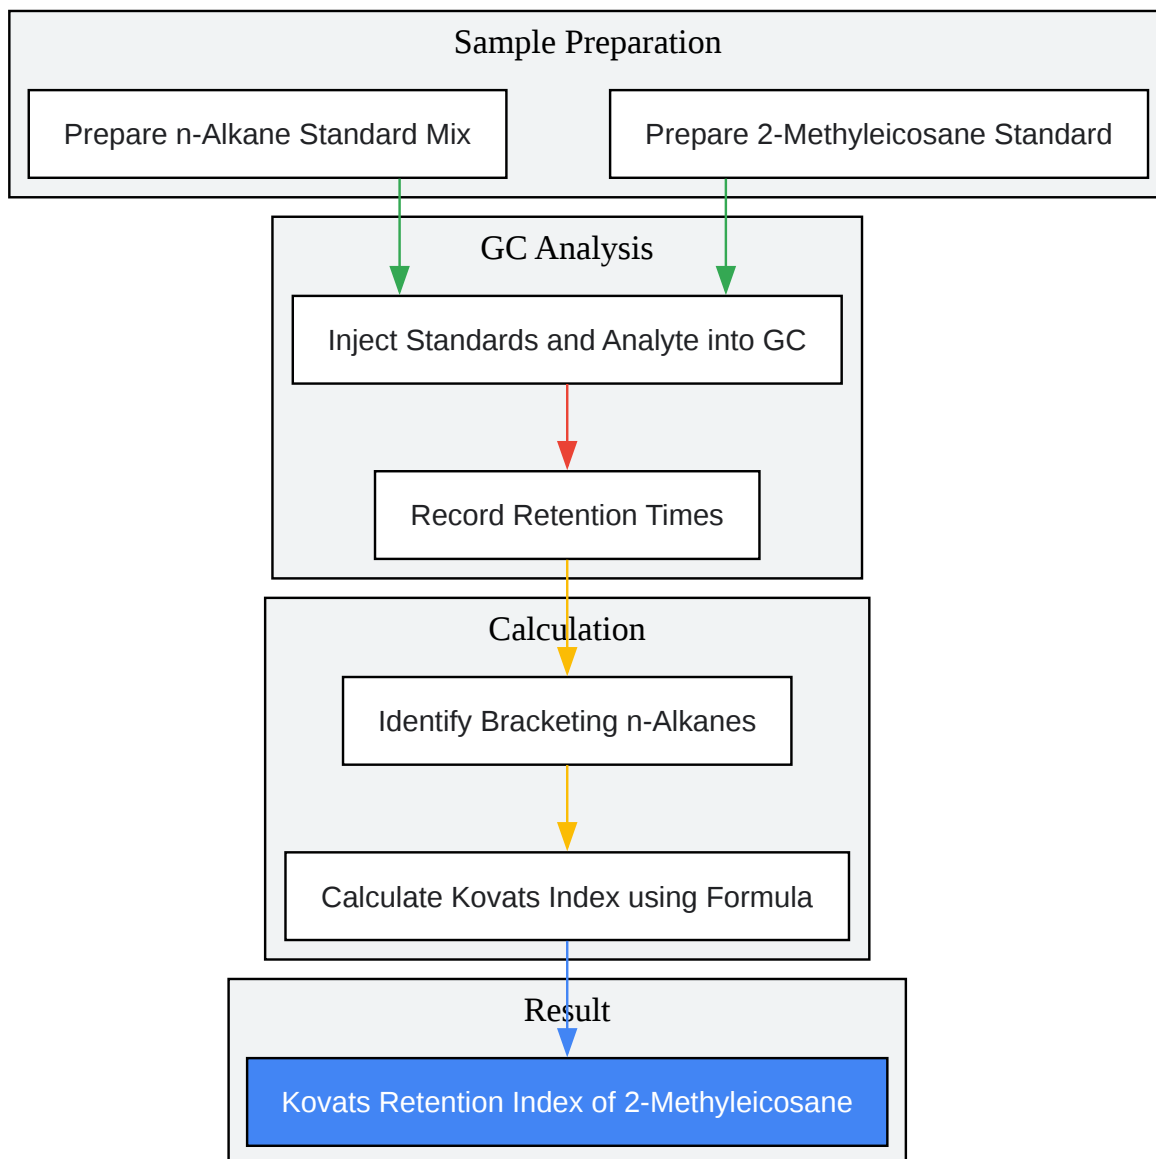 Sample Preparation
Prepare n-Alkane Standard Mix
Prepare 2-Methyleicosane Standard
GC Analysis
Inject Standards and Analyte into GC
Record Retention Times
Calculation
Identify Bracketing n-Alkanes
Calculate Kovats Index using Formula
Result
Kovats Retention Index of 2-Methyleicosane